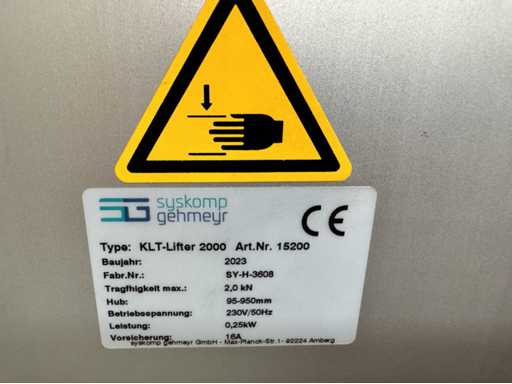 syskomp
gehmeyr
CE
Type: KLT-Lifter 2000 Art.Nr. 15200
Baujahr: 2023
Fabr.Nr.: SY-H-3608
Tragfhigkeit max.: 2,0 kN
Hub: 95-950mm
Betriebsspannung: 230V/50Hz
Leistung: 0,25kW
Vorsicherung: 16A
syskomp gehmeyr GmbH - Max-Planck-Str.1- 92224 Amberg